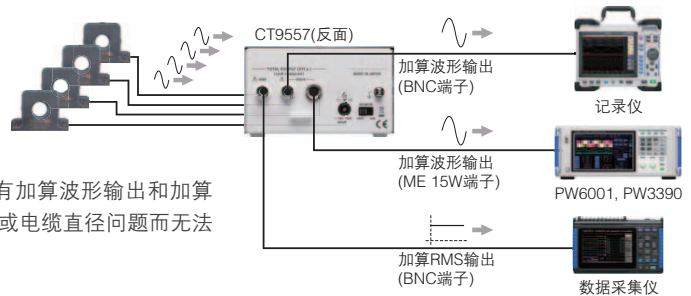 CT9557(反面)
加算波形输出
(BNC端子)
记录仪
加算波形输出
(ME 15W端子)
PW6001, PW3390
有加算波形输出和加算
或电缆直径问题而无法
加算RMS输出
(BNC端子)
数据采集仪